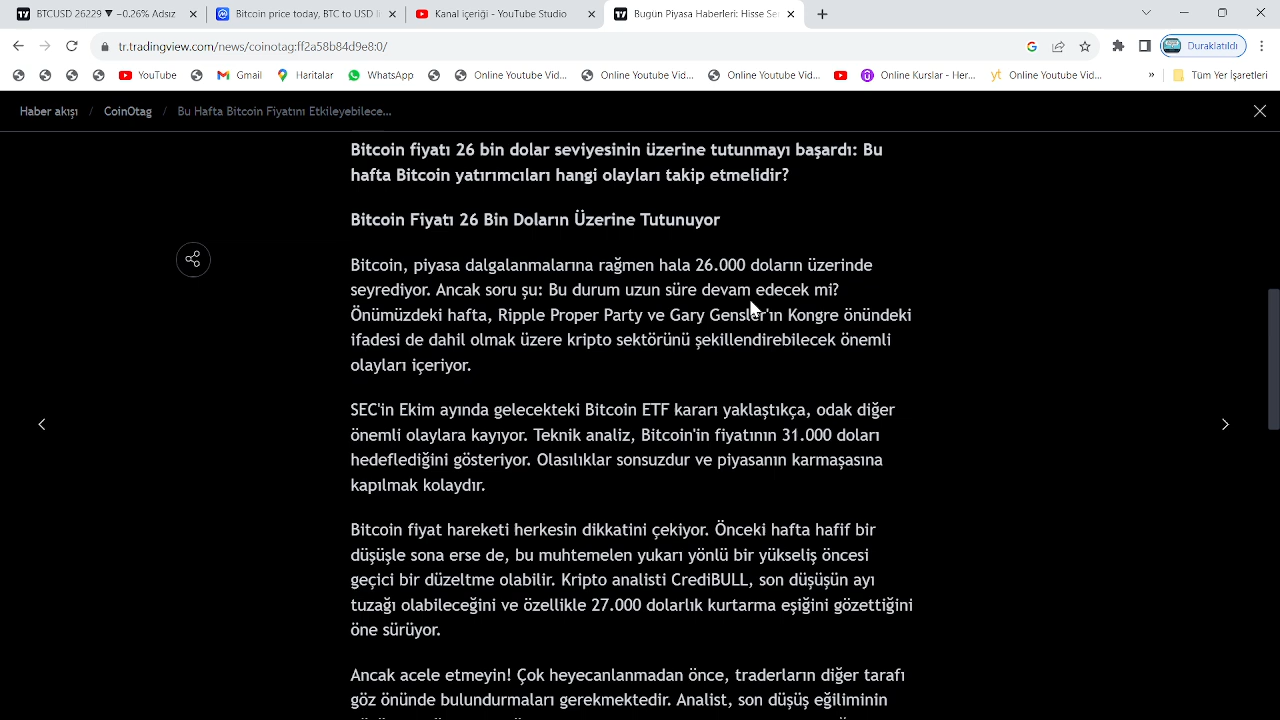 BTCUSD 26229 ▼ −0.26% Adsız
Bitcoin price today, BTC to USD li
Kanal içeriği - YouTube Studio
Bugün Piyasa Haberleri: Hisse Se
tr.tradingview.com/news/coinotag:ff2a58b84d9e8:0/
Duraklatıldı
YouTube
Gmail
Haritalar
WhatsApp
Online Youtube Vid...
Online Youtube Vid...
Online Youtube Vid...
Online Kurslar - Her...
yt Online Youtube Vid...
»
Tüm Yer İşaretleri
Haber akışı / CoinOtag / Bu Hafta Bitcoin Fiyatını Etkileyebilece...
Bitcoin fiyatı 26 bin dolar seviyesinin üzerine tutunmayı başardı: Bu
hafta Bitcoin yatırımcıları hangi olayları takip etmelidir?
Bitcoin Fiyatı 26 Bin Doların Üzerine Tutunuyor
Bitcoin, piyasa dalgalanmalarına rağmen hala 26.000 doların üzerinde
seyrediyor. Ancak soru şu: Bu durum uzun süre devam edecek mi?
Önümüzdeki hafta, Ripple Proper Party ve Gary Gensler'ın Kongre önündeki
ifadesi de dahil olmak üzere kripto sektörünü şekillendirebilecek önemli
olayları içeriyor.
SEC'in Ekim ayında gelecekteki Bitcoin ETF kararı yaklaştıkça, odak diğer
önemli olaylara kayıyor. Teknik analiz, Bitcoin'in fiyatının 31.000 doları
hedeflediğini gösteriyor. Olasılıklar sonsuzdur ve piyasanın karmaşasına
kapılmak kolaydır.
Bitcoin fiyat hareketi herkesin dikkatini çekiyor. Önceki hafta hafif bir
düşüşle sona erse de, bu muhtemelen yukarı yönlü bir yükseliş öncesi
geçici bir düzeltme olabilir. Kripto analisti CrediBULL, son düşüşün ayı
tuzağı olabileceğini ve özellikle 27.000 dolarlık kurtarma eşiğini gözettiğini
öne sürüyor.
Ancak acele etmeyin! Çok heyecanlanmadan önce, traderların diğer tarafı
göz önünde bulundurmaları gerekmektedir. Analist, son düşüş eğiliminin